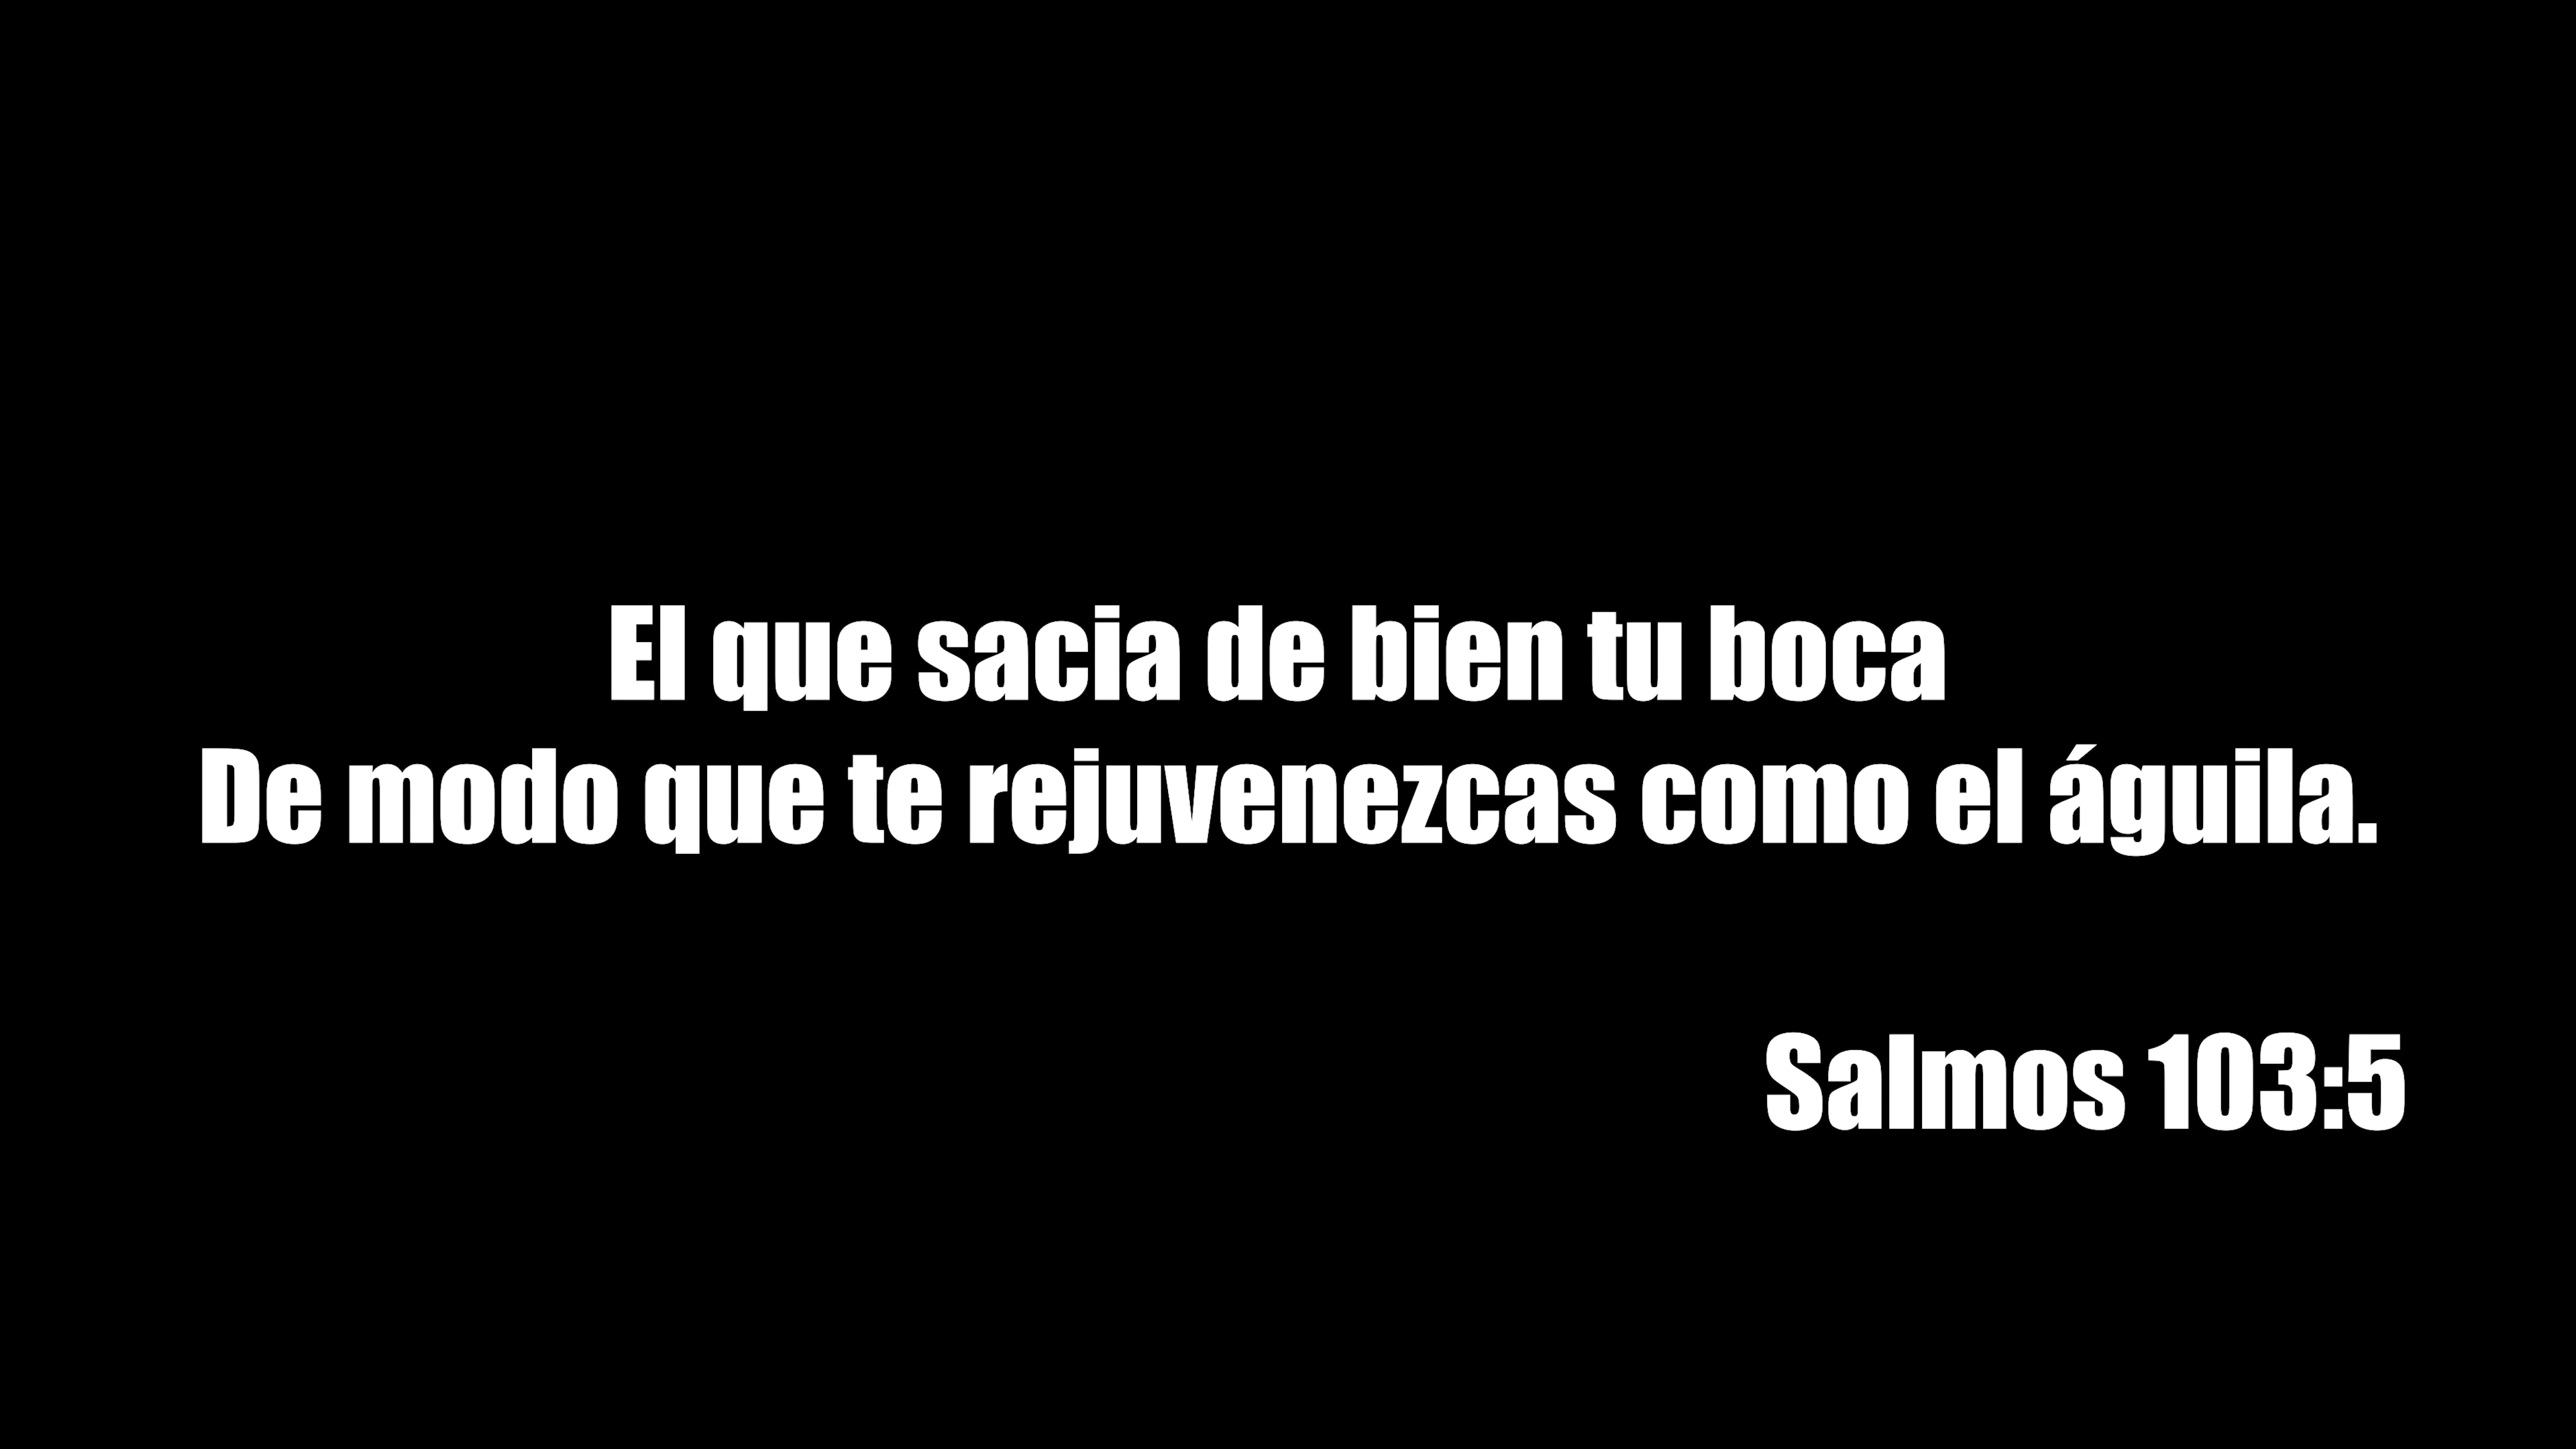 El que sacia de bien tu boca
De modo que te rejuvenezcas como el águila.
Salmos 103:5